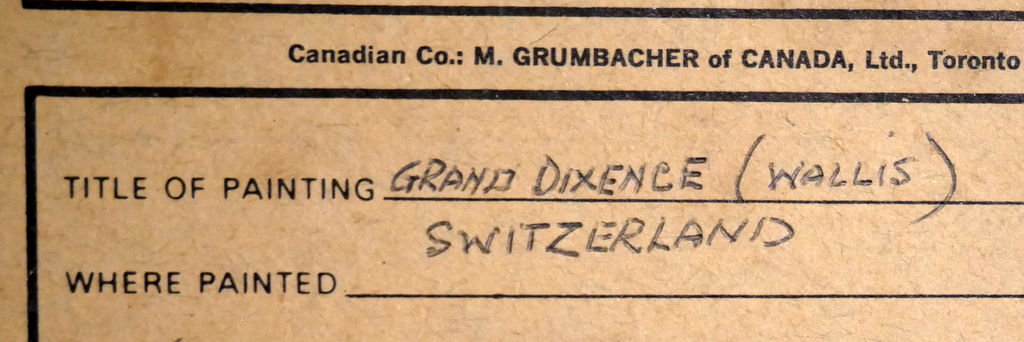 Canadian Co.: M. GRUMBACHER of CANADA, Ltd., Toronto
TITLE OF PAINTING GRAND DIXENCE (WALLIS)
SWITZERLAND
WHERE PAINTED